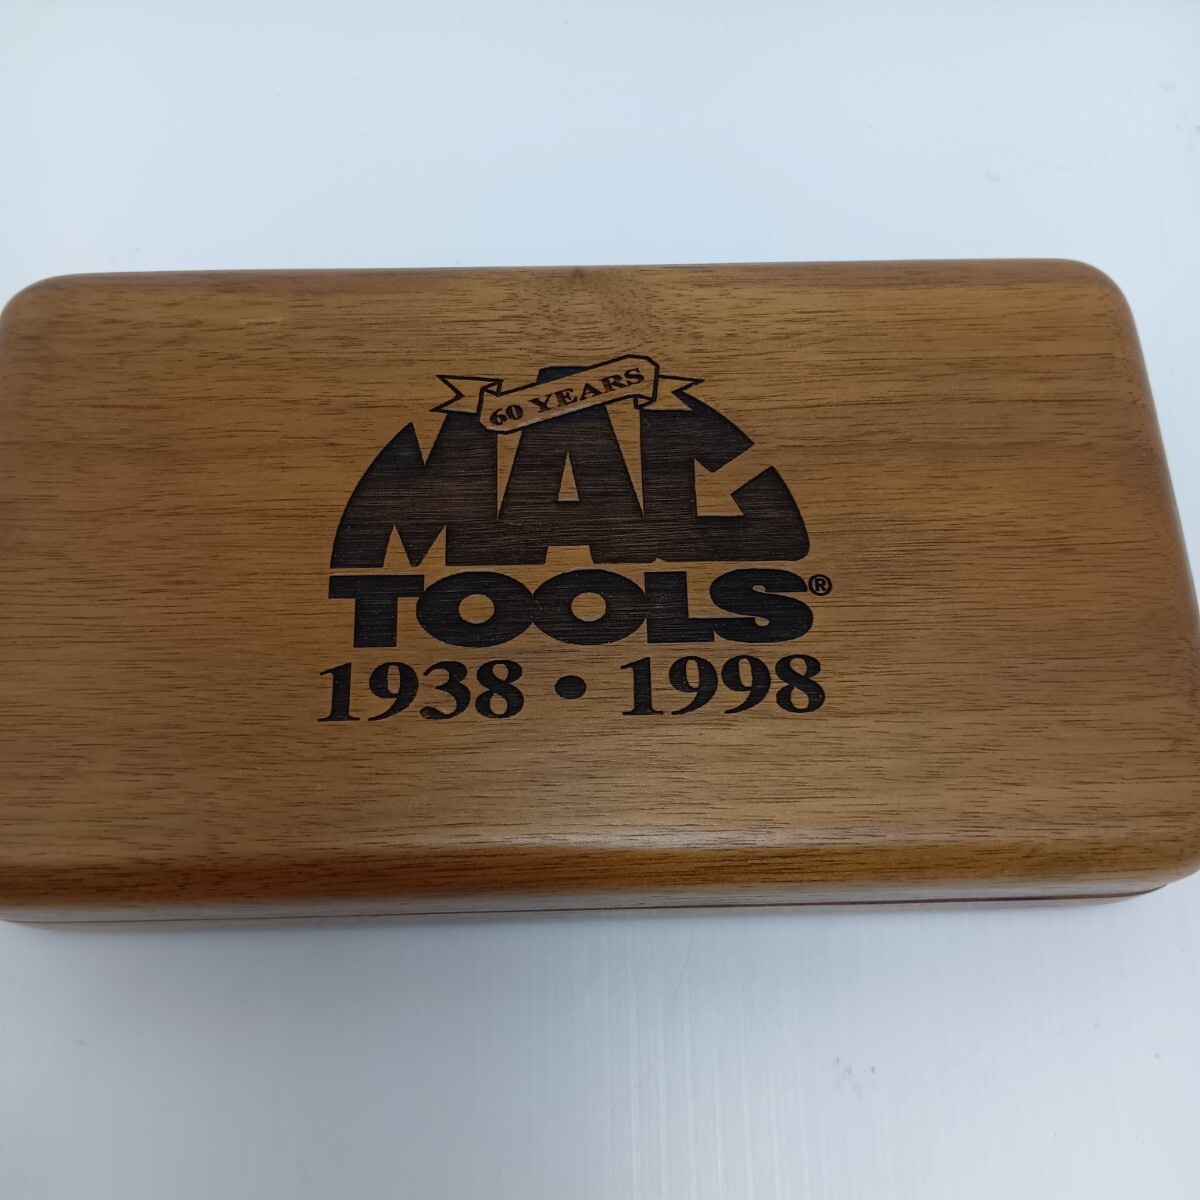 60 YEARS
MAC
TOOLS®
1938 • 1998